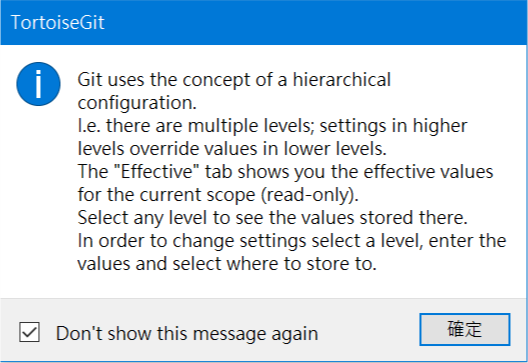 TortoiseGit
Git uses the concept of a hierarchical
configuration.
I.e. there are multiple levels; settings in higher
levels override values in lower levels.
The "Effective" tab shows you the effective values
for the current scope (read-only).
Select any level to see the values stored there.
In order to change settings select a level, enter the
values and select where to store to.
Don't show this message again
確定